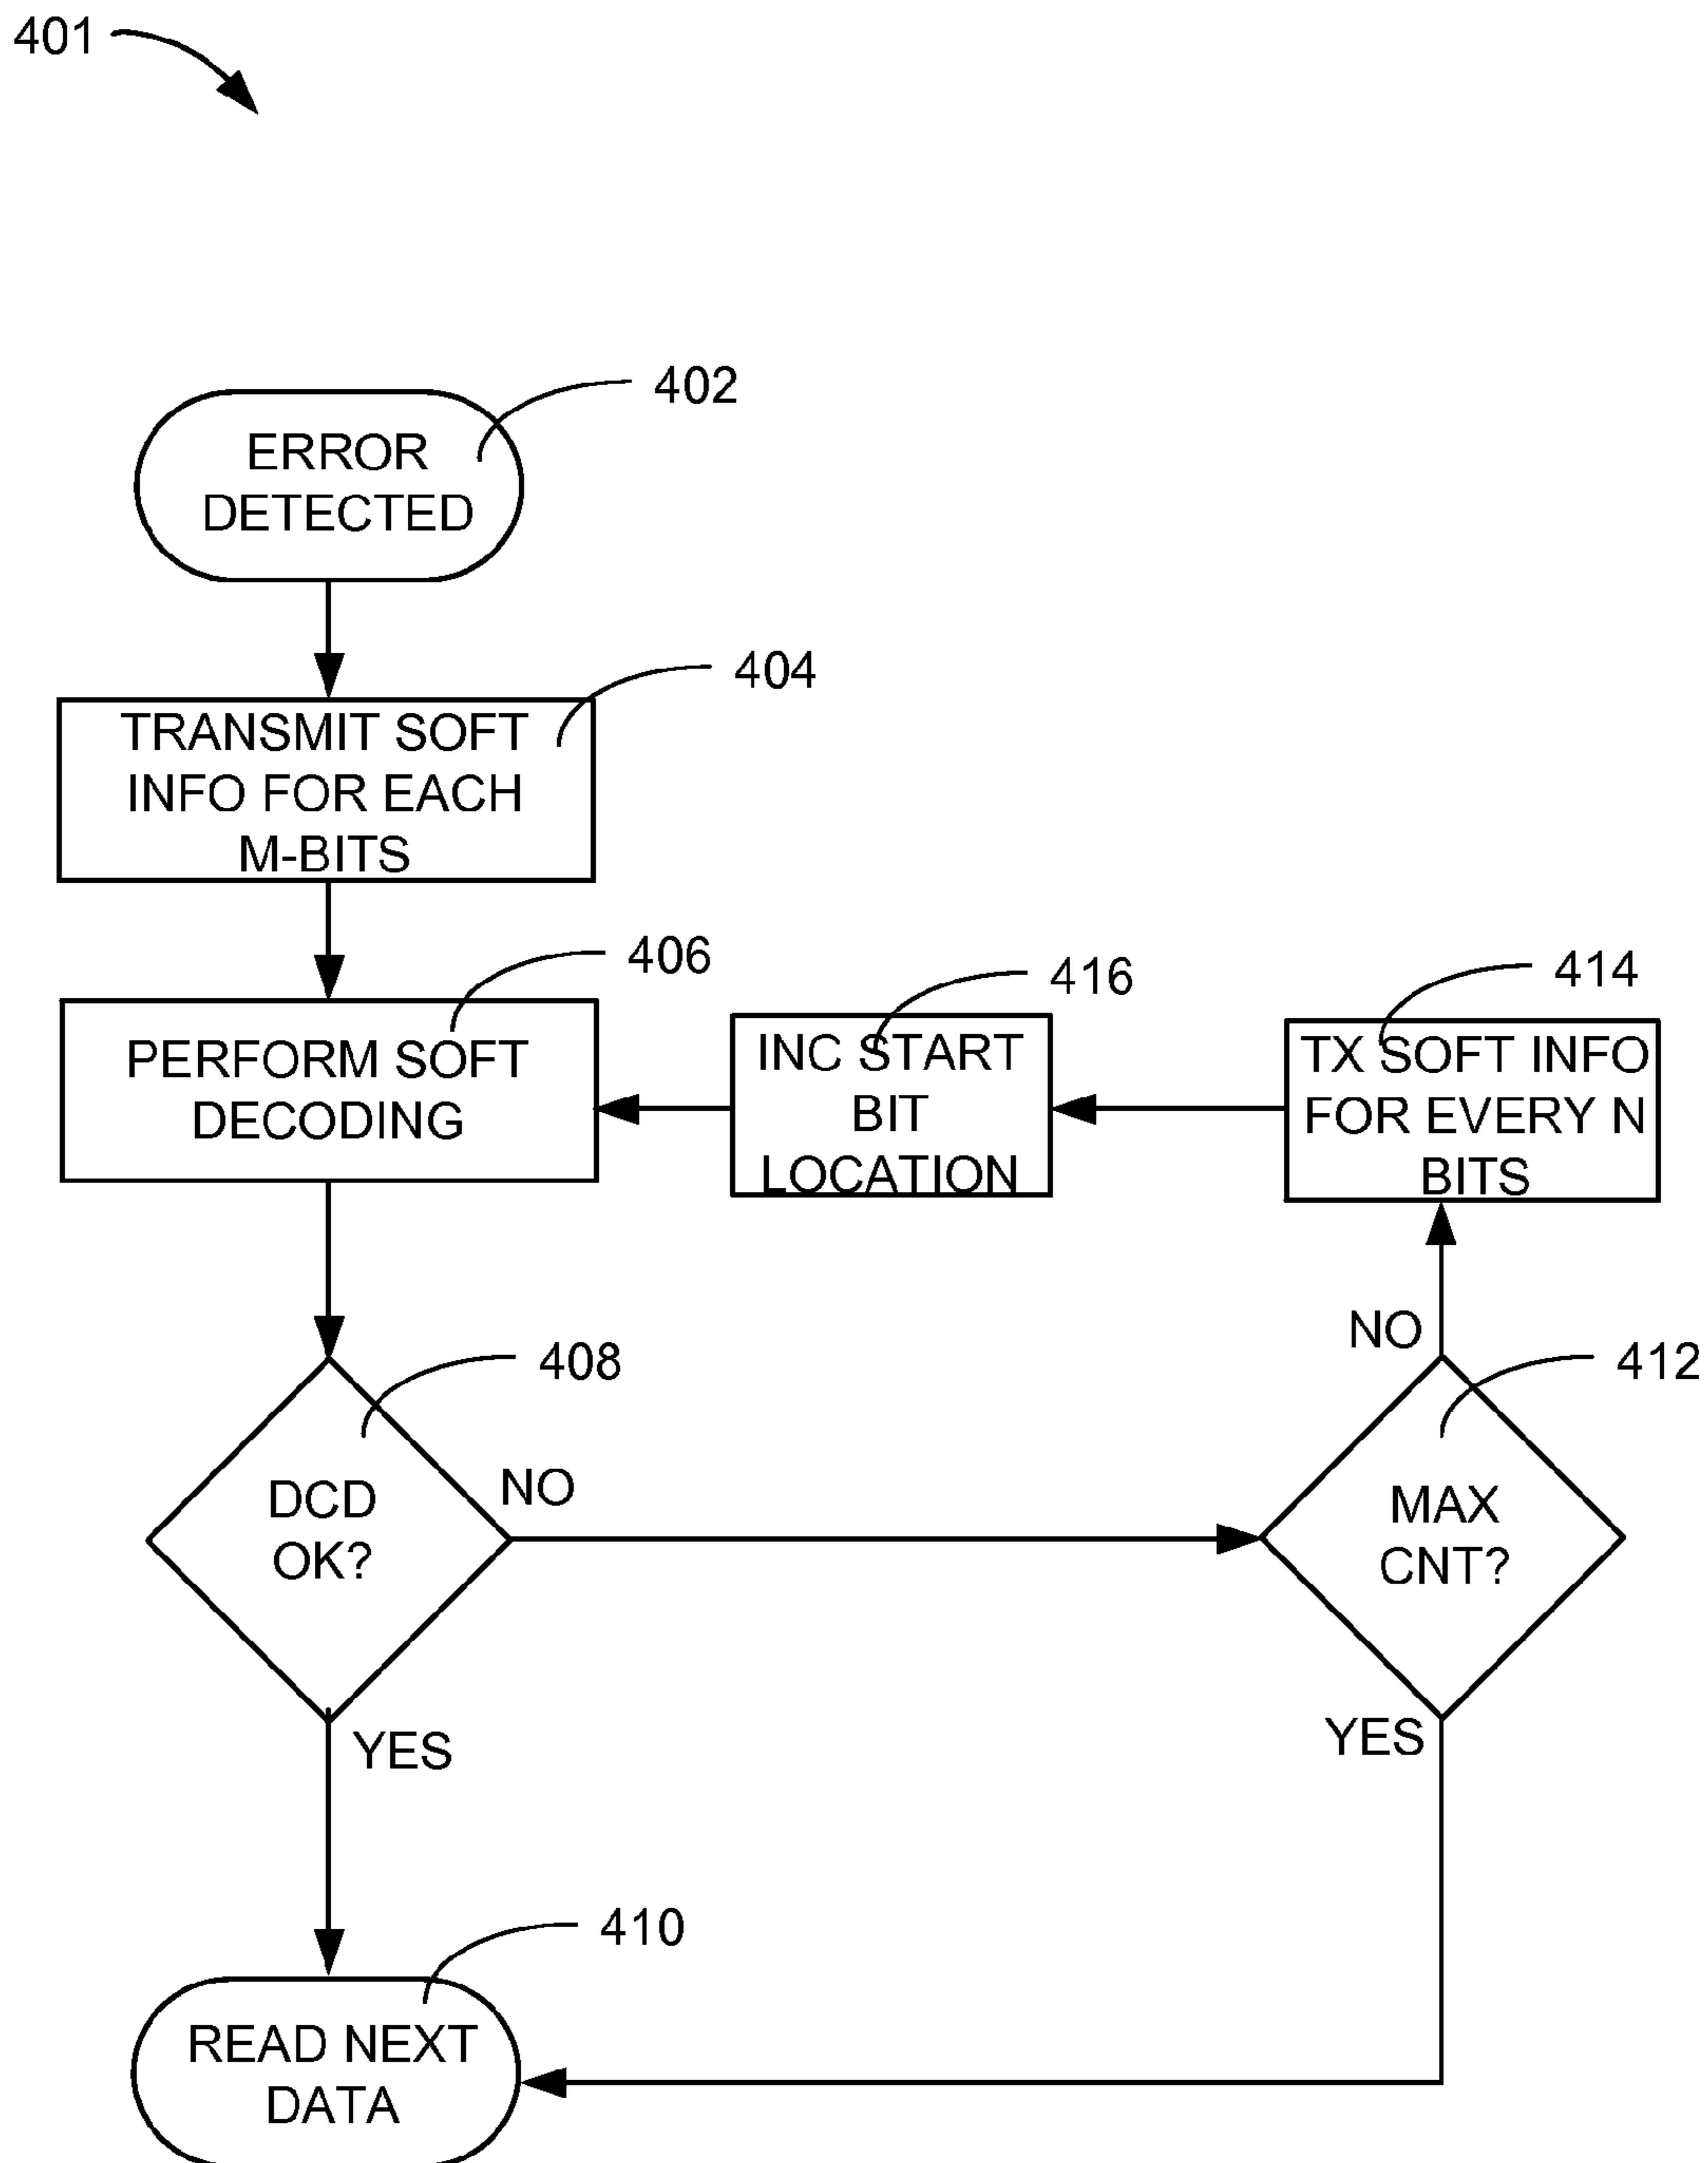 401
402
ERROR
DETECTED
404
TRANSMIT SOFT
INFO FOR EACH
M-BITS
406
PERFORM SOFT
DECODING
416
INC START
BIT
LOCATION
414
TX SOFT INFO
FOR EVERY N
BITS
408
DCD
OK?
NO
YES
NO
412
MAX
CNT?
YES
410
READ NEXT
DATA